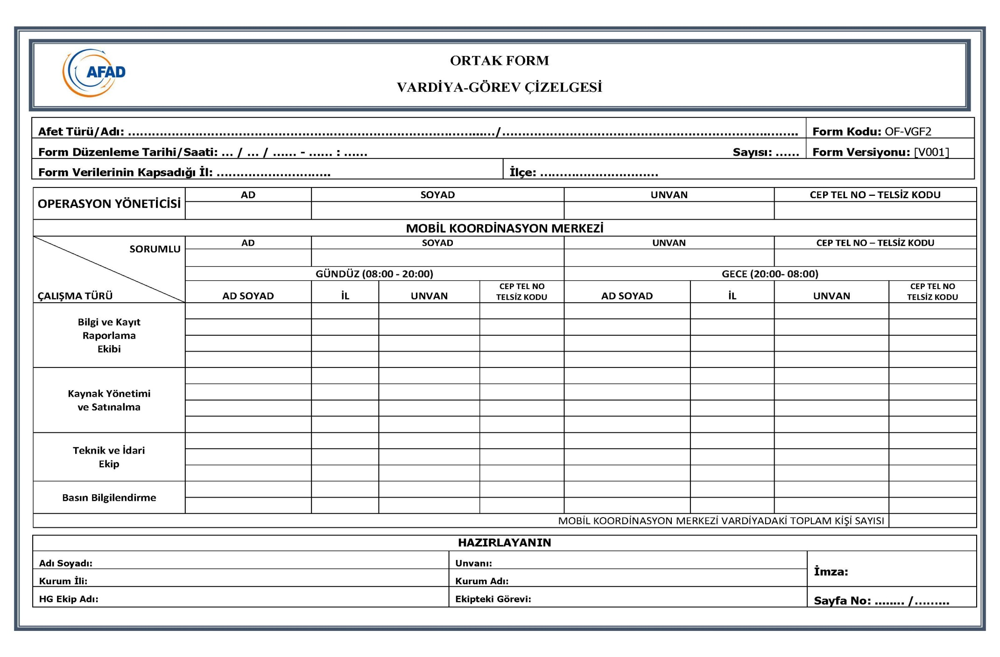 AFAD
ORTAK FORM
VARDİYA-GÖREV ÇİZELGESİ
Afet Türü/Adı: ............................................................................................/........................................................................... Form Kodu: OF-VGF2
Form Düzenleme Tarihi/Saati: ... / ... / ...... - ...... : ...... Sayısı: ...... Form Versiyonu: [V001]
Form Verilerinin Kapsadığı İl: ............................. İlçe: ..............................
OPERASYON YÖNETİCİSİ AD SOYAD UNVAN CEP TEL NO – TELSİZ KODU
MOBİL KOORDİNASYON MERKEZİ
SORUMLU AD SOYAD UNVAN CEP TEL NO – TELSİZ KODU
GÜNDÜZ (08:00 - 20:00) GECE (20:00- 08:00)
ÇALIŞMA TÜRÜ AD SOYAD İL UNVAN CEP TEL NO TELSİZ KODU AD SOYAD İL UNVAN CEP TEL NO TELSİZ KODU
Bilgi ve Kayıt
Raporlama
Ekibi
Kaynak Yönetimi
ve Satınalma
Teknik ve İdari
Ekip
Basın Bilgilendirme
MOBİL KOORDİNASYON MERKEZİ VARDİYADAKİ TOPLAM KİŞİ SAYISI
HAZIRLAYANIN
Adı Soyadı: Unvanı: İmza:
Kurum İli: Kurum Adı:
HG Ekip Adı: Ekipteki Görevi: Sayfa No: ........ /.........